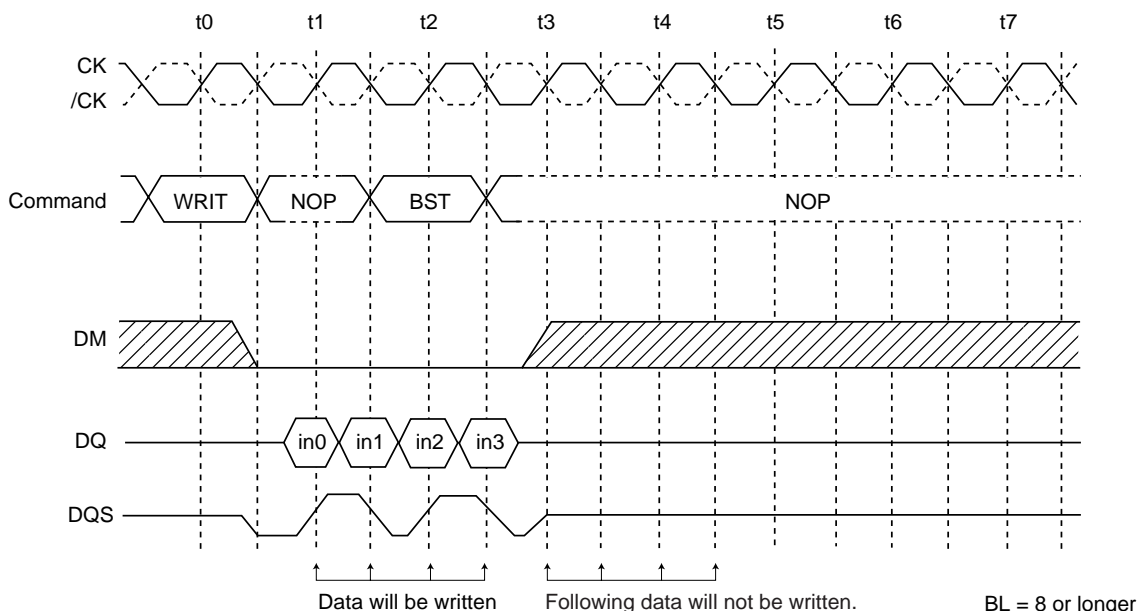 t0 t1 t2 t3 t4 t5 t6 t7
CK
/CK
Command WRIT NOP BST NOP
DM
DQ in0 in1 in2 in3
DQS
Data will be written Following data will not be written.
BL = 8 or longer